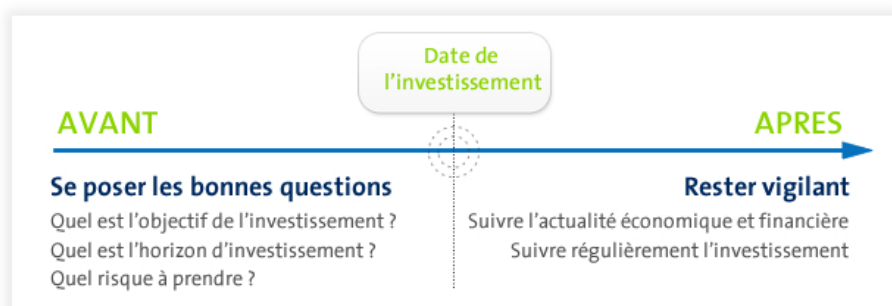 Date de
l'investissement
AVANT
APRES
Se poser les bonnes questions
Quel est l'objectif de l'investissement ?
Quel est l'horizon d'investissement ?
Quel risque à prendre ?
Rester vigilant
Suivre l'actualité économique et financière
Suivre régulièrement l'investissement